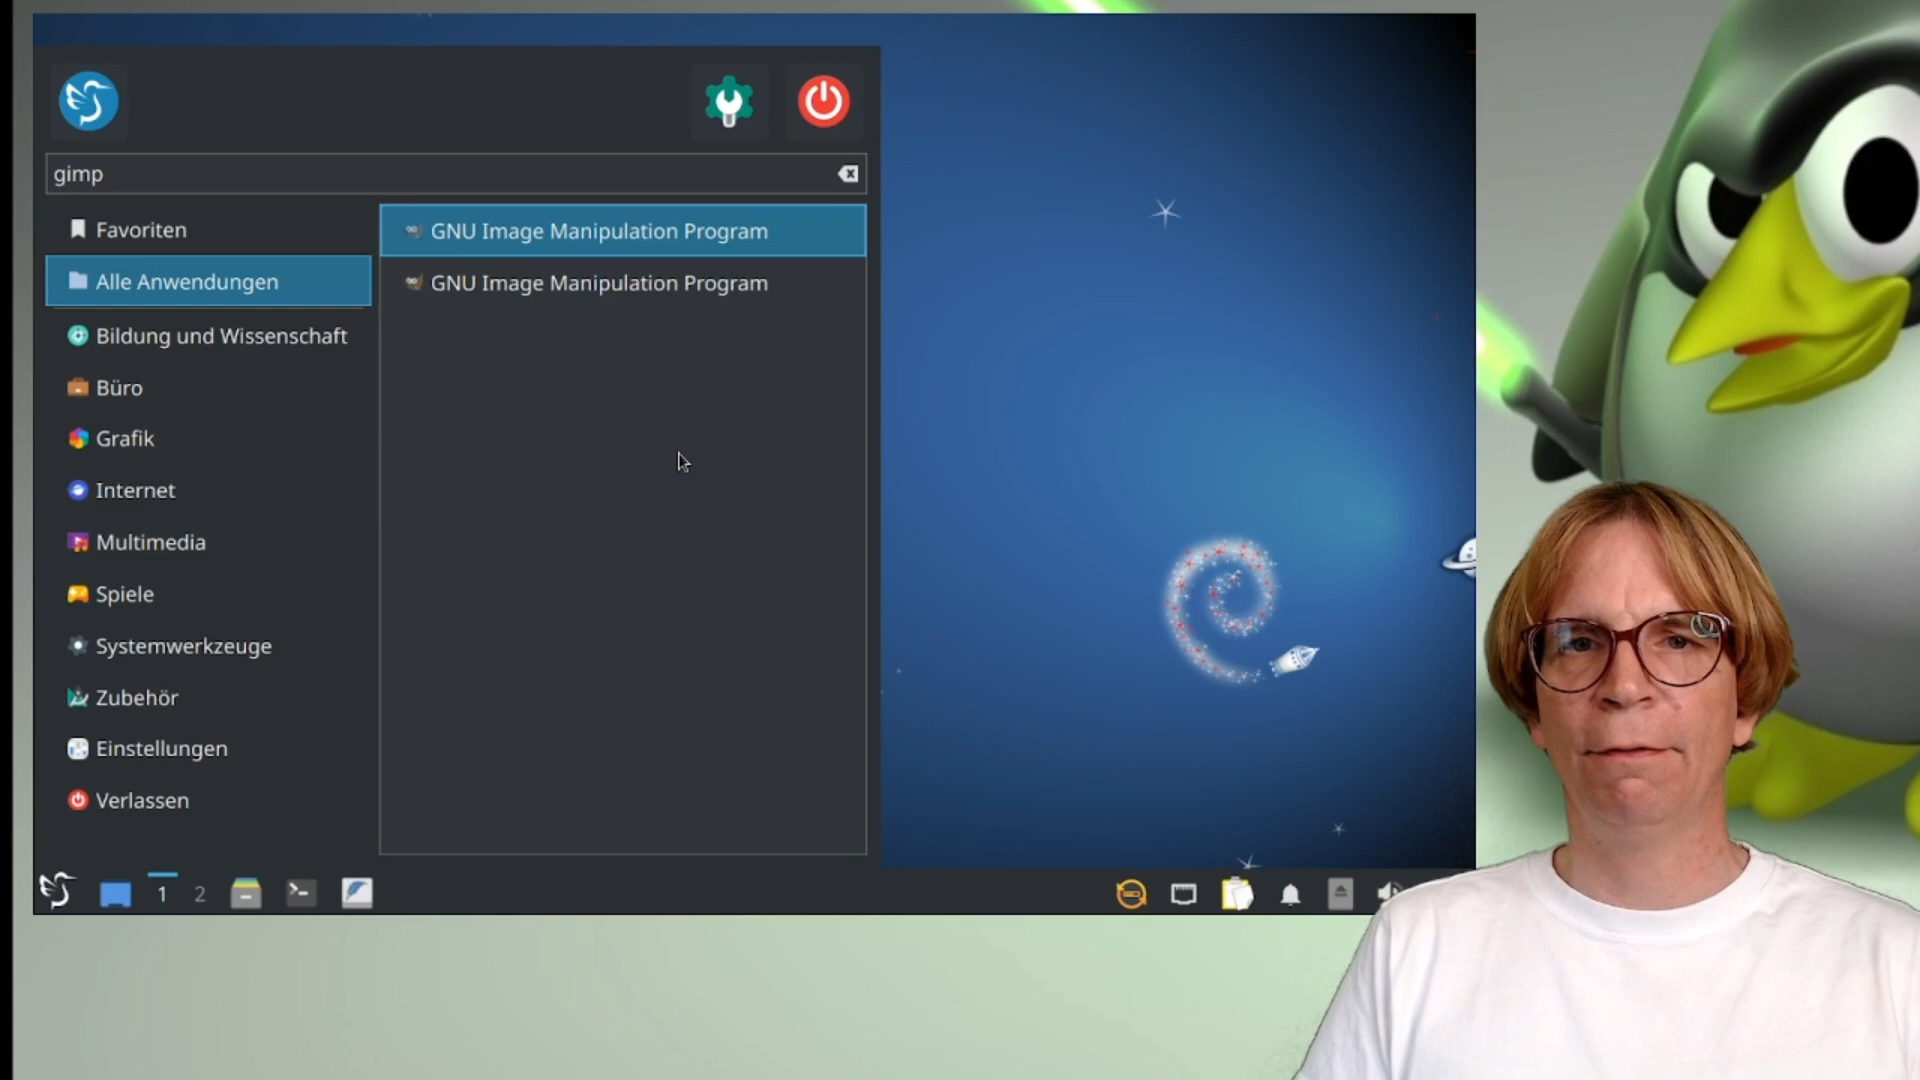 gimp
Favoriten
Alle Anwendungen
Bildung und Wissenschaft
Büro
Grafik
Internet
Multimedia
Spiele
Systemwerkzeuge
Zubehör
Einstellungen
Verlassen
GNU Image Manipulation Program
GNU Image Manipulation Program
1
2